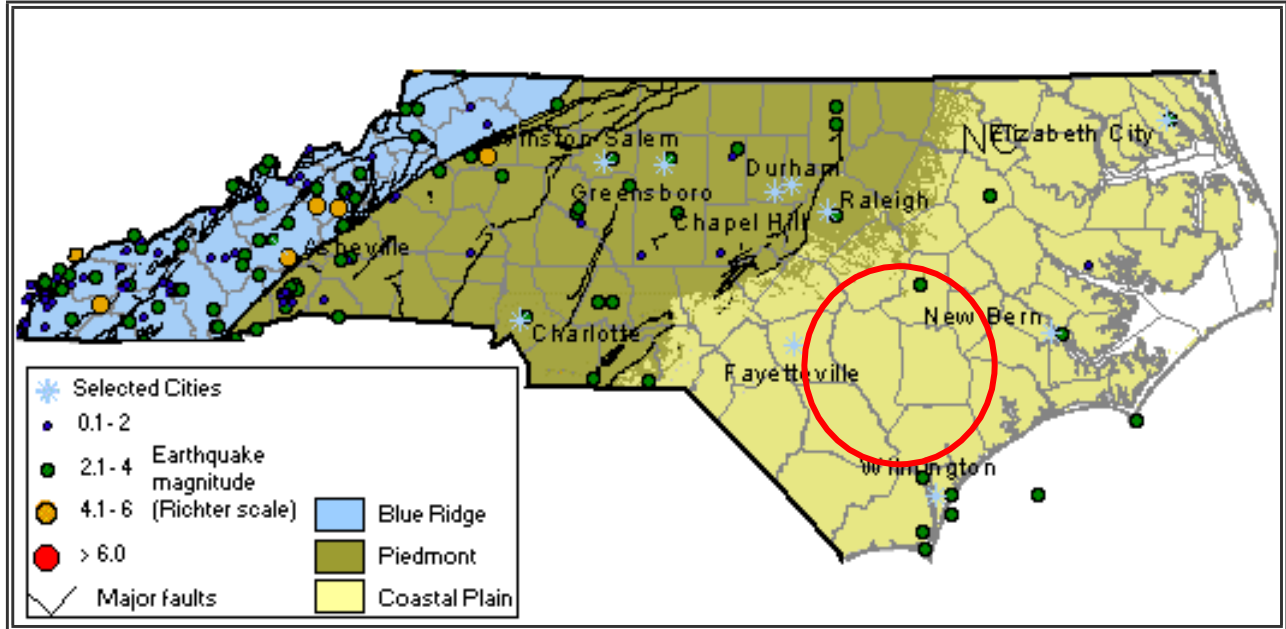 NC
Elizabeth City
Winston-Salem
Durham
Greensboro
Raleigh
Chapel Hill
Asheville
New Bern
Charlotte
Fayetteville
Wilmington
Selected Cities
0.1 - 2
2.1 - 4
Earthquake
magnitude
4.1 - 6 (Richter scale)
> 6.0
Major faults
Blue Ridge
Piedmont
Coastal Plain